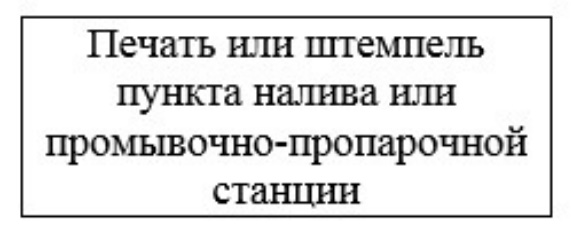 Печать или штемпель
пункта налива или
промывочно-пропарочной
станции